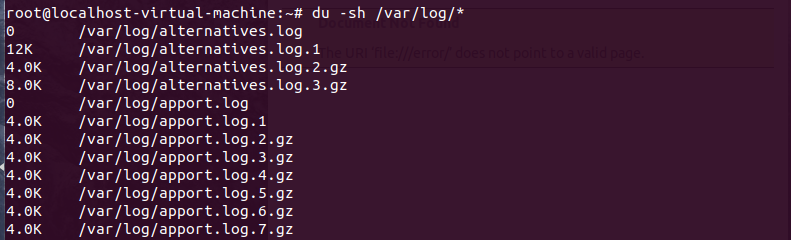 root@localhost-virtual-machine:~# du -sh /var/log/*
0 /var/log/alternatives.log
12K /var/log/alternatives.log.1
The URI 'file:///error/' does not point to a valid page.
4.0K /var/log/alternatives.log.2.gz
8.0K /var/log/alternatives.log.3.gz
0 /var/log/apport.log
4.0K /var/log/apport.log.1
4.0K /var/log/apport.log.2.gz
4.0K /var/log/apport.log.3.gz
4.0K /var/log/apport.log.4.gz
4.0K /var/log/apport.log.5.gz
4.0K /var/log/apport.log.6.gz
4.0K /var/log/apport.log.7.gz